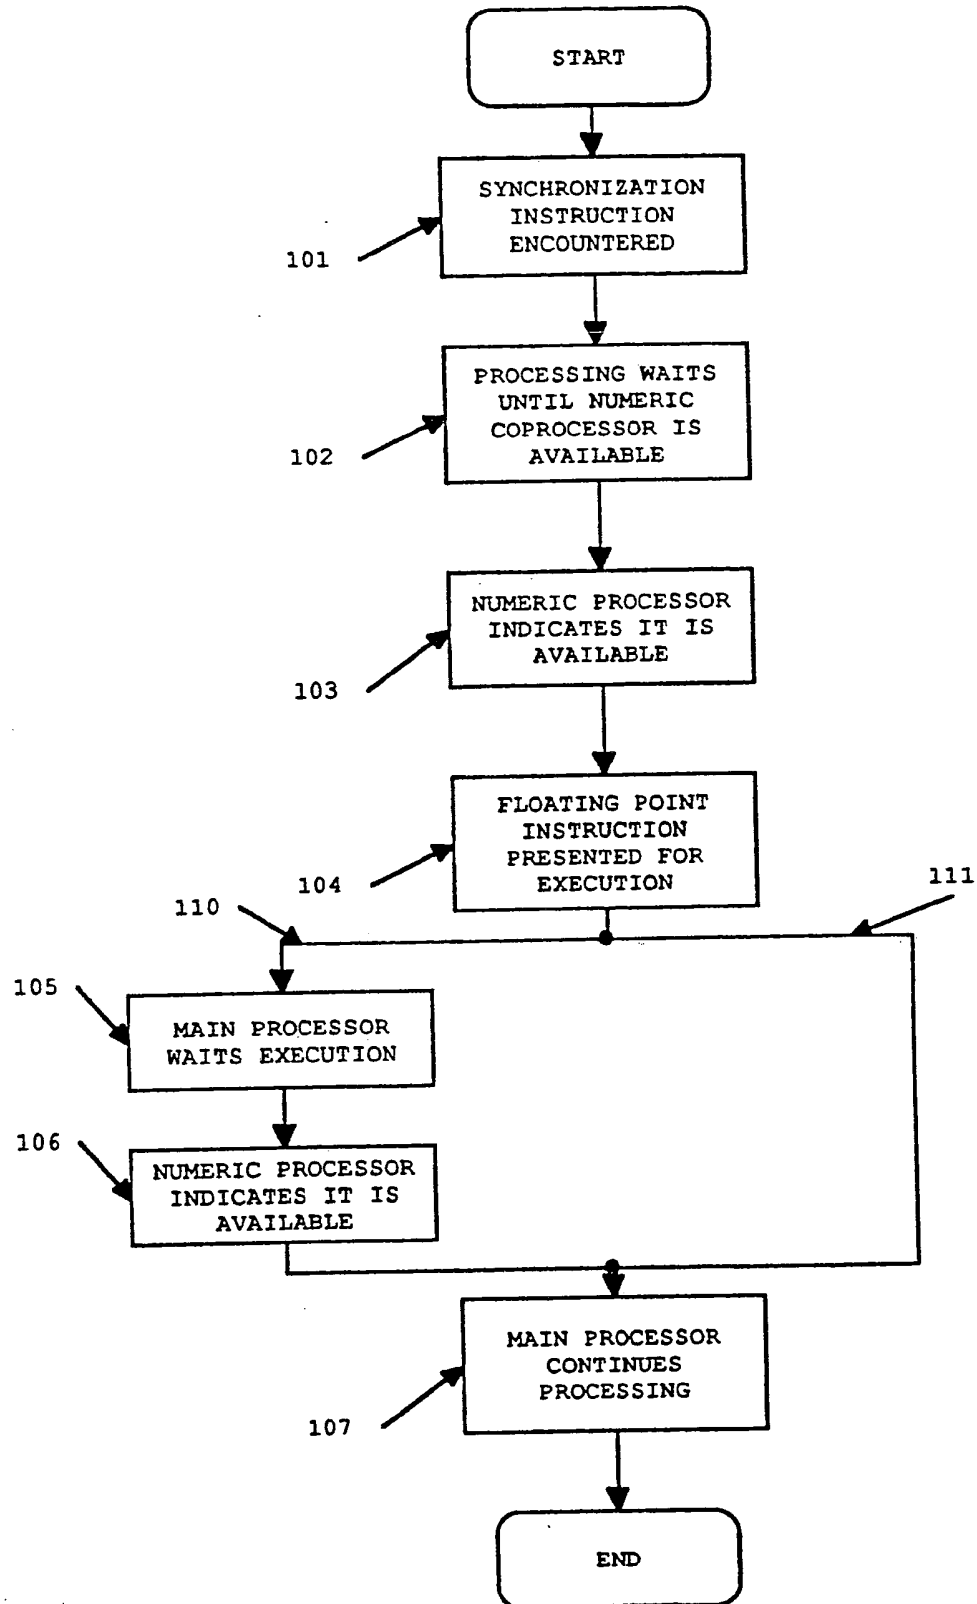 START
SYNCHRONIZATION
INSTRUCTION
ENCOUNTERED
101
PROCESSING WAITS
UNTIL NUMERIC
COPROCESSOR IS
AVAILABLE
102
NUMERIC PROCESSOR
INDICATES IT IS
AVAILABLE
103
FLOATING POINT
INSTRUCTION
PRESENTED FOR
EXECUTION
104
110
111
105
MAIN PROCESSOR
WAITS EXECUTION
106
NUMERIC PROCESSOR
INDICATES IT IS
AVAILABLE
MAIN PROCESSOR
CONTINUES
PROCESSING
107
END